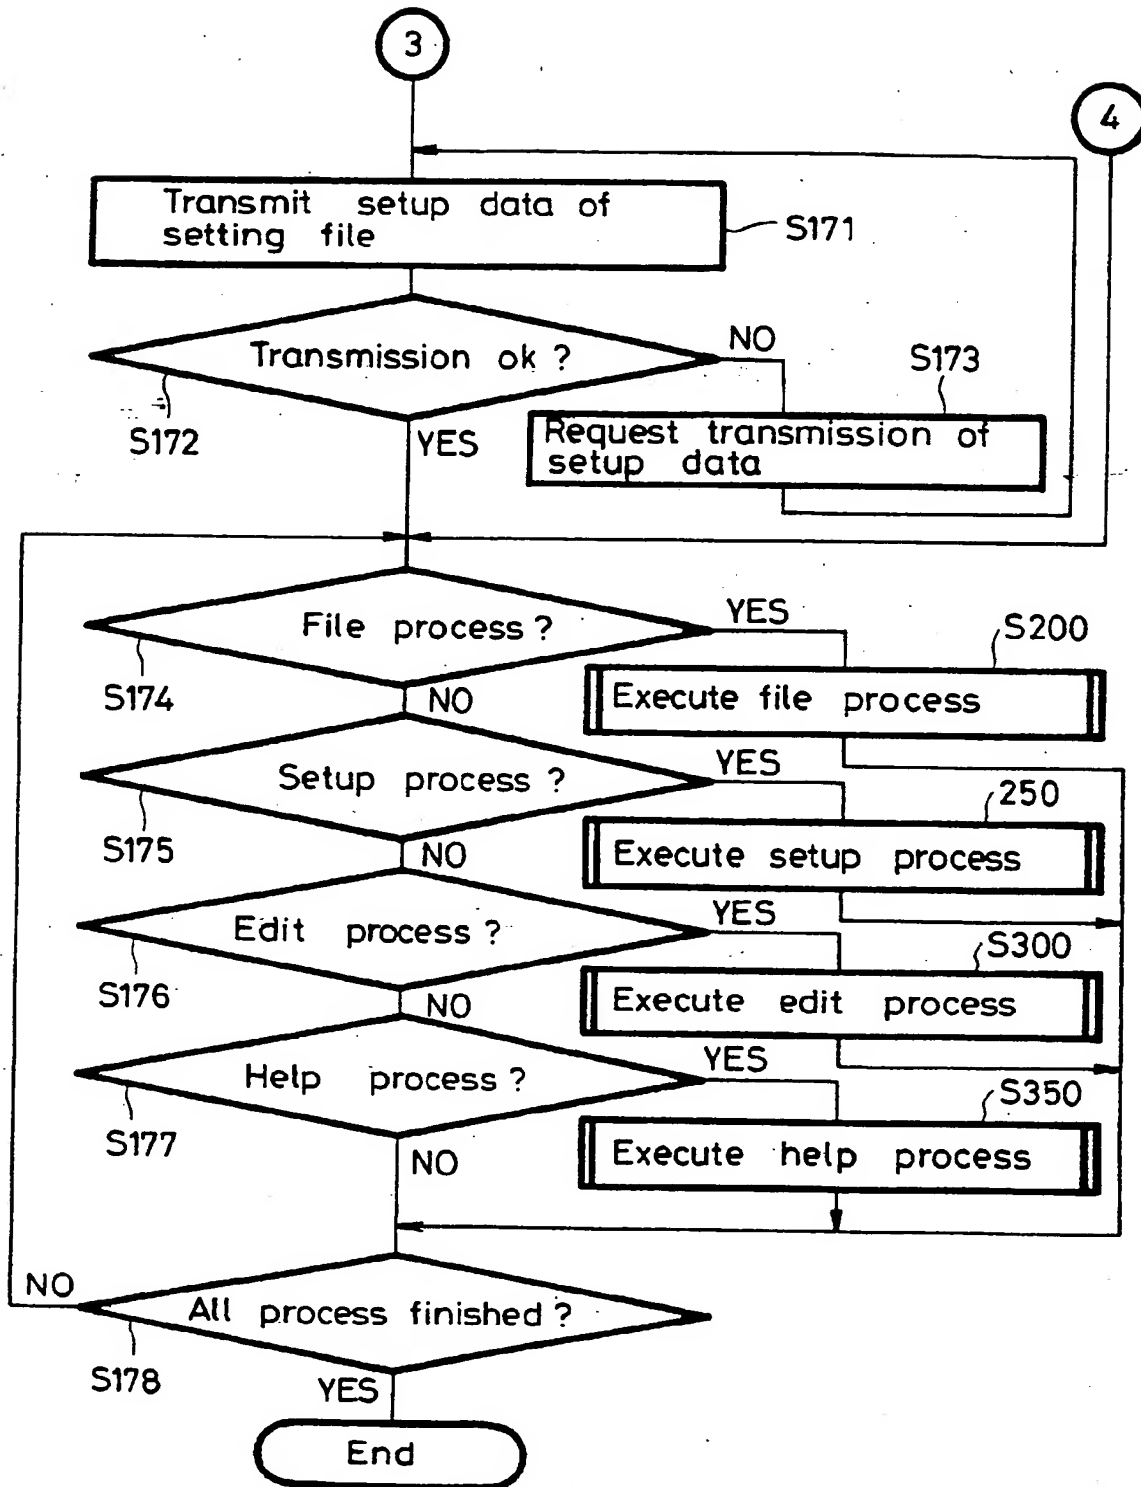 3
4
Transmit setup data of
setting file
S171
Transmission ok ?
NO
S173
S172
YES
Request transmission of
setup data
File process ?
YES
S200
S174
NO
Execute file process
Setup process ?
YES
250
S175
NO
Execute setup process
Edit process ?
YES
S300
S176
NO
Execute edit process
Help process ?
YES
S350
S177
NO
Execute help process
NO
All process finished ?
S178
YES
End